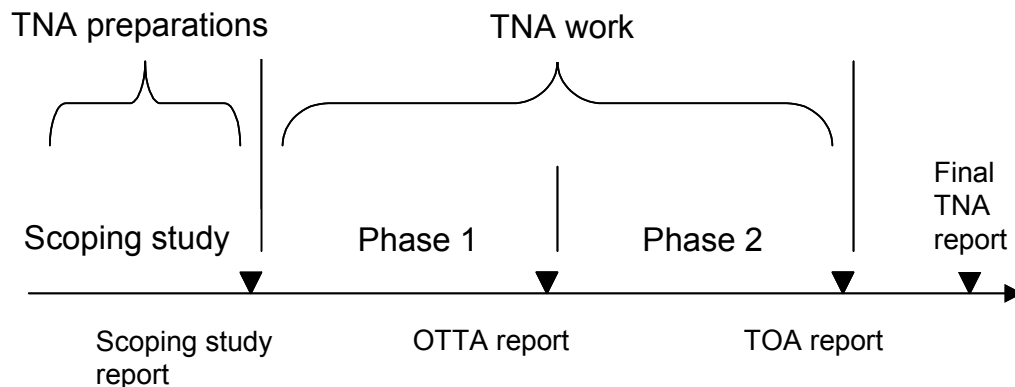 TNA preparations
TNA work
Final
TNA
report
Scoping study
Phase 1
Phase 2
Scoping study
report
OTTA report
TOA report